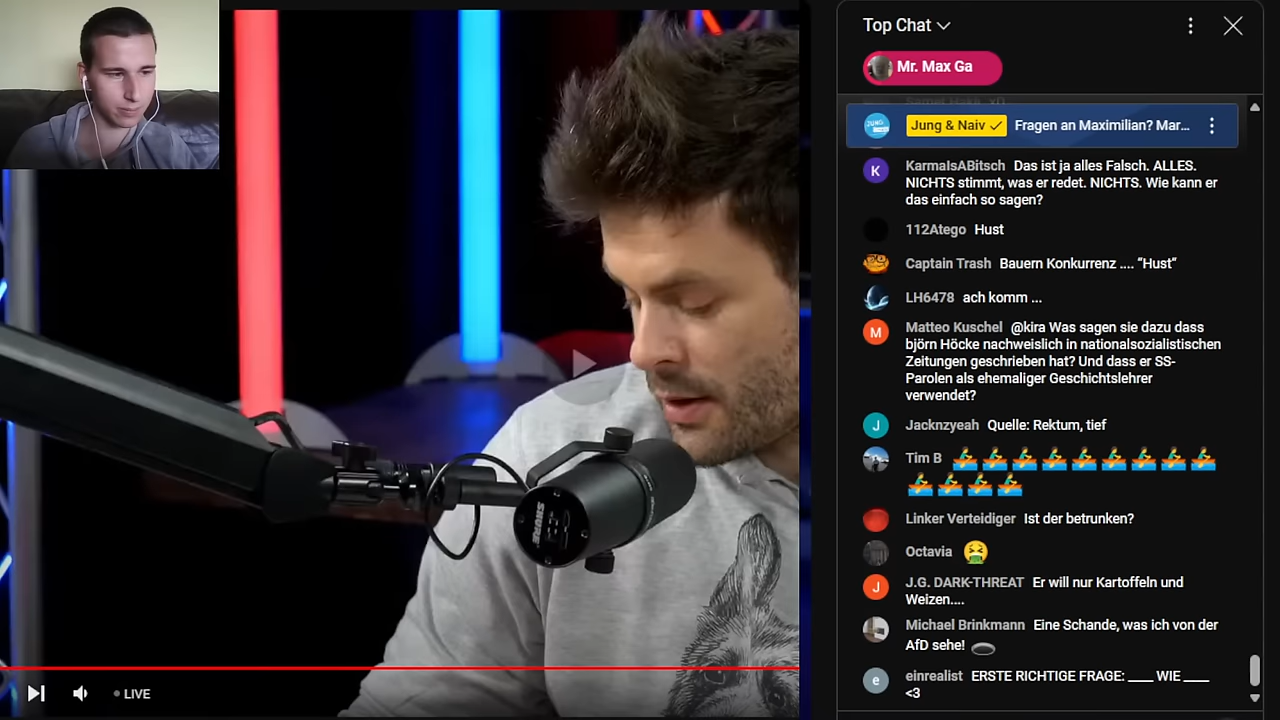 Top Chat
Mr. Max Ga
Jung & Naiv Fragen an Maximilian? Mar...
KarmaIsABitsch Das ist ja alles Falsch. ALLES.
NICHTS stimmt, was er redet. NICHTS. Wie kann er
das einfach so sagen?
112Atego Hust
Captain Trash Bauern Konkurrenz .... “Hust”
LH6478 ach komm ...
Matteo Kuschel @kira Was sagen sie dazu dass
björn Höcke nachweislich in nationalsozialistischen
Zeitungen geschrieben hat? Und dass er SS-
Parolen als ehemaliger Geschichtslehrer
verwendet?
Jacknzyeah Quelle: Rektum, tief
Tim B
Linker Verteidiger Ist der betrunken?
Octavia
J.G. DARK-THREAT Er will nur Kartoffeln und
Weizen....
Michael Brinkmann Eine Schande, was ich von der
AfD sehe!
einrealist ERSTE RICHTIGE FRAGE: ____ WIE ____
<3
SHURE
LIVE